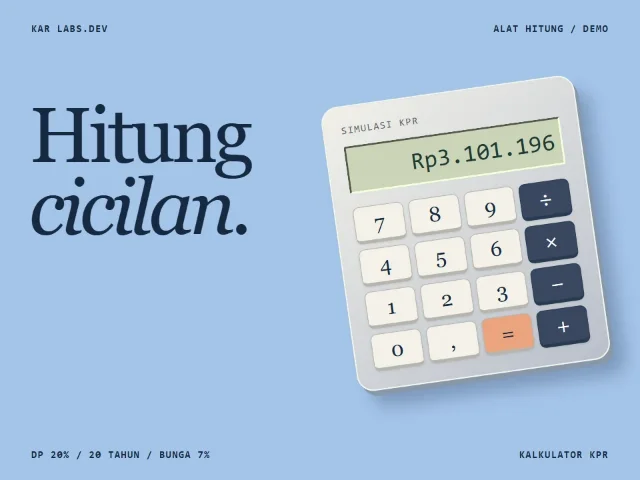 KAR LABS.DEV
ALAT HITUNG / DEMO
Hitung
cicilan.
SIMULASI KPR
Rp3.101.196
7 8 9 ÷
4 5 6 ×
1 2 3 −
0 , = +
DP 20% / 20 TAHUN / BUNGA 7%
KALKULATOR KPR